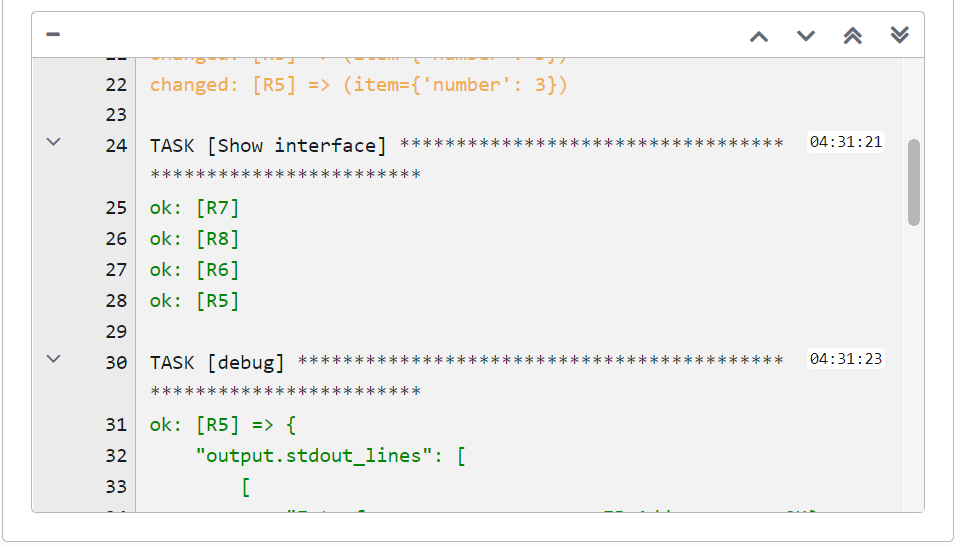 22 changed: [R5] => (item={'number': 3})
23
24 TASK [Show interface] ********************************** 04:31:21
************************
25 ok: [R7]
26 ok: [R8]
27 ok: [R6]
28 ok: [R5]
29
30 TASK [debug] ******************************************* 04:31:23
************************
31 ok: [R5] => {
32 "output.stdout_lines": [
33 [